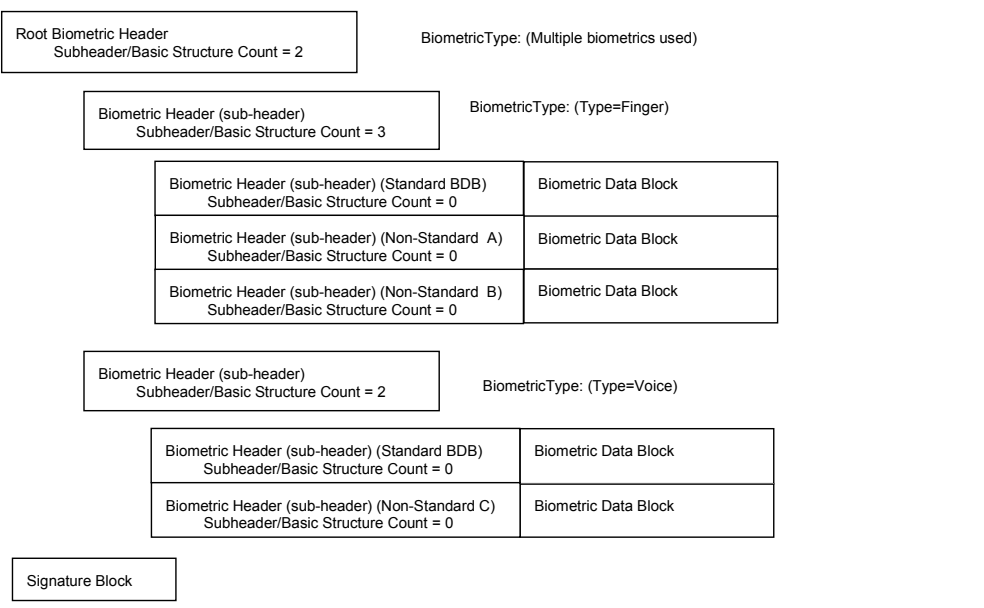 Root Biometric Header
Subheader/Basic Structure Count = 2
BiometricType: (Multiple biometrics used)
Biometric Header (sub-header)
Subheader/Basic Structure Count = 3
BiometricType: (Type=Finger)
Biometric Header (sub-header) (Standard BDB)
Subheader/Basic Structure Count = 0
Biometric Data Block
Biometric Header (sub-header) (Non-Standard A)
Subheader/Basic Structure Count = 0
Biometric Data Block
Biometric Header (sub-header) (Non-Standard B)
Subheader/Basic Structure Count = 0
Biometric Data Block
Biometric Header (sub-header)
Subheader/Basic Structure Count = 2
BiometricType: (Type=Voice)
Biometric Header (sub-header) (Standard BDB)
Subheader/Basic Structure Count = 0
Biometric Data Block
Biometric Header (sub-header) (Non-Standard C)
Subheader/Basic Structure Count = 0
Biometric Data Block
Signature Block